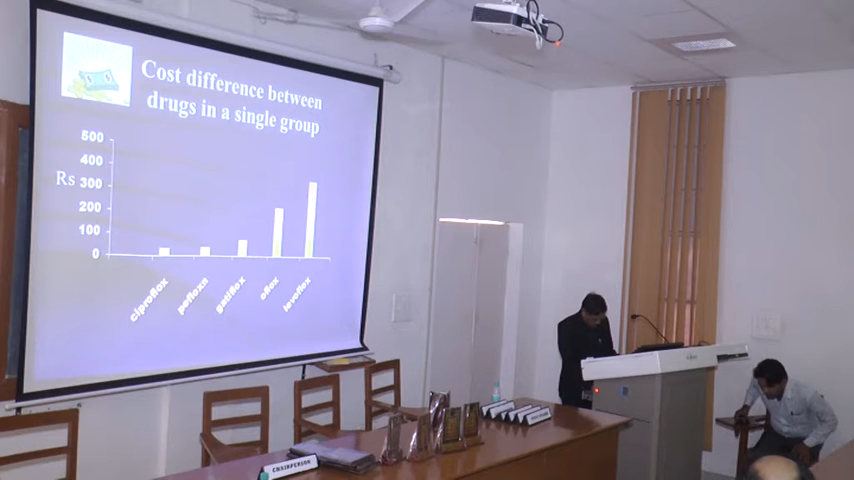 Cost difference between
drugs in a single group
500
400
Rs 300
200
100
0
ciproflox
pefloxn
gatiflox
oflox
levoflox
CHAIRPERSON